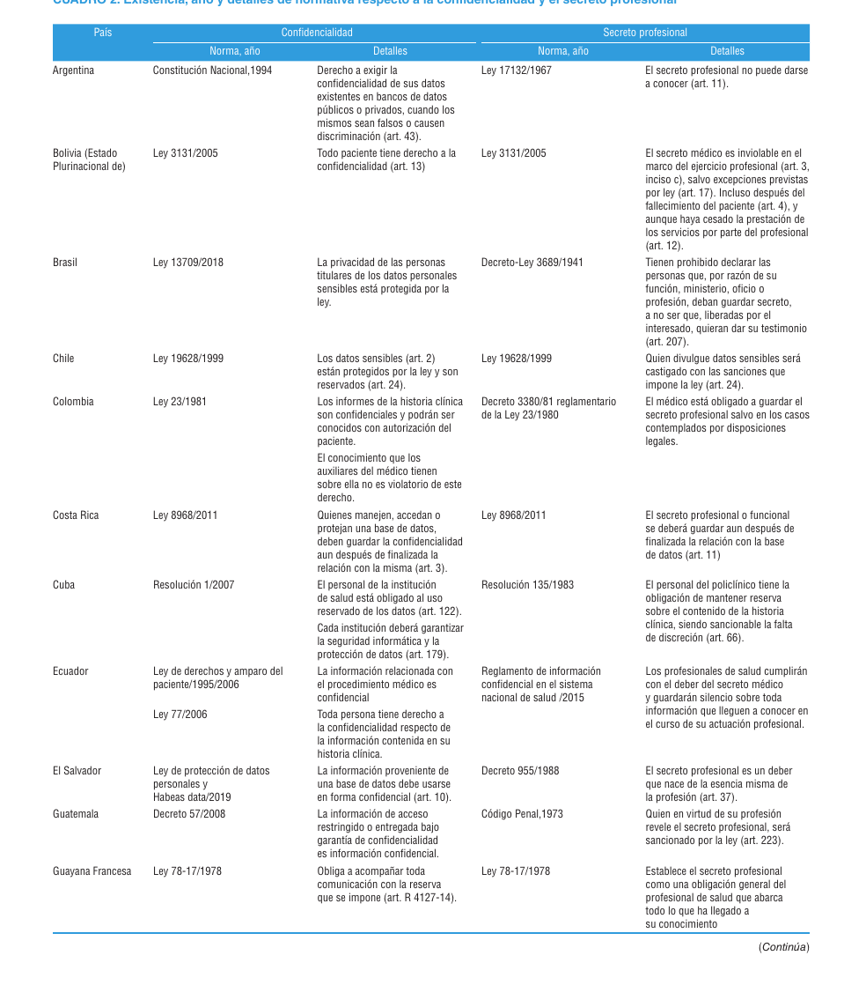 CUADRO 2. Existencia, año y detalles de normativa respecto a la confidencialidad y el secreto profesional
País
Confidencialidad
Secreto profesional
Norma, año
Detalles
Norma, año
Detalles
Argentina
Constitución Nacional,1994
Derecho a exigir la
confidencialidad de sus datos
existentes en bancos de datos
públicos o privados, cuando los
mismos sean falsos o causen
discriminación (art. 43).
Ley 17132/1967
El secreto profesional no puede darse
a conocer (art. 11).
Bolivia (Estado
Plurinacional de)
Ley 3131/2005
Todo paciente tiene derecho a la
confidencialidad (art. 13)
Ley 3131/2005
El secreto médico es inviolable en el
marco del ejercicio profesional (art. 3,
inciso c), salvo excepciones previstas
por ley (art. 17). Incluso después del
fallecimiento del paciente (art. 4), y
aunque haya cesado la prestación de
los servicios por parte del profesional
(art. 12).
Brasil
Ley 13709/2018
La privacidad de las personas
titulares de los datos personales
sensibles está protegida por la
ley.
Decreto-Ley 3689/1941
Tienen prohibido declarar las
personas que, por razón de su
función, ministerio, oficio o
profesión, deban guardar secreto,
a no ser que, liberadas por el
interesado, quieran dar su testimonio
(art. 207).
Chile
Ley 19628/1999
Los datos sensibles (art. 2)
están protegidos por la ley y son
reservados (art. 24).
Ley 19628/1999
Quien divulgue datos sensibles será
castigado con las sanciones que
impone la ley (art. 24).
Colombia
Ley 23/1981
Los informes de la historia clínica
son confidenciales y podrán ser
conocidos con autorización del
paciente.
El conocimiento que los
auxiliares del médico tienen
sobre ella no es violatorio de este
derecho.
Decreto 3380/81 reglamentario
de la Ley 23/1980
El médico está obligado a guardar el
secreto profesional salvo en los casos
contemplados por disposiciones
legales.
Costa Rica
Ley 8968/2011
Quienes manejen, accedan o
protejan una base de datos,
deben guardar la confidencialidad
aun después de finalizada la
relación con la misma (art. 3).
Ley 8968/2011
El secreto profesional o funcional
se deberá guardar aun después de
finalizada la relación con la base
de datos (art. 11)
Cuba
Resolución 1/2007
El personal de la institución
de salud está obligado al uso
reservado de los datos (art. 122).
Cada institución deberá garantizar
la seguridad informática y la
protección de datos (art. 179).
Resolución 135/1983
El personal del policlínico tiene la
obligación de mantener reserva
sobre el contenido de la historia
clínica, siendo sancionable la falta
de discreción (art. 66).
Ecuador
Ley de derechos y amparo del
paciente/1995/2006
La información relacionada con
el procedimiento médico es
confidencial
Ley 77/2006
Toda persona tiene derecho a
la confidencialidad respecto de
la información contenida en su
historia clínica.
Reglamento de información
confidencial en el sistema
nacional de salud /2015
Los profesionales de salud cumplirán
con el deber del secreto médico
y guardarán silencio sobre toda
información que lleguen a conocer en
el curso de su actuación profesional.
El Salvador
Ley de protección de datos
personales y
Habeas data/2019
La información proveniente de
una base de datos debe usarse
en forma confidencial (art. 10).
Decreto 955/1988
El secreto profesional es un deber
que nace de la esencia misma de
la profesión (art. 37).
Guatemala
Decreto 57/2008
La información de acceso
restringido o entregada bajo
garantía de confidencialidad
es información confidencial.
Código Penal,1973
Quien en virtud de su profesión
revele el secreto profesional, será
sancionado por la ley (art. 223).
Guayana Francesa
Ley 78-17/1978
Obliga a acompañar toda
comunicación con la reserva
que se impone (art. R 4127-14).
Ley 78-17/1978
Establece el secreto profesional
como una obligación general del
profesional de salud que abarca
todo lo que ha llegado a
su conocimiento
(Continúa)